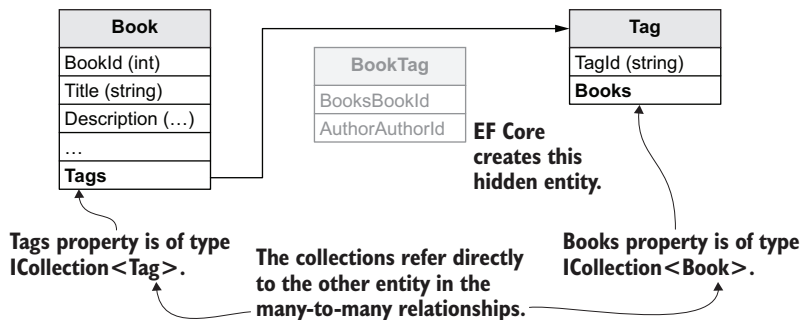 Book
BookId (int)
Title (string)
Description (…)
…
Tags
BookTag
BooksBookId
AuthorAuthorId
EF Core
creates this
hidden entity.
Tag
TagId (string)
Books
Tags property is of type
ICollection<Tag>.
The collections refer directly
to the other entity in the
many-to-many relationships.
Books property is of type
ICollection<Book>.